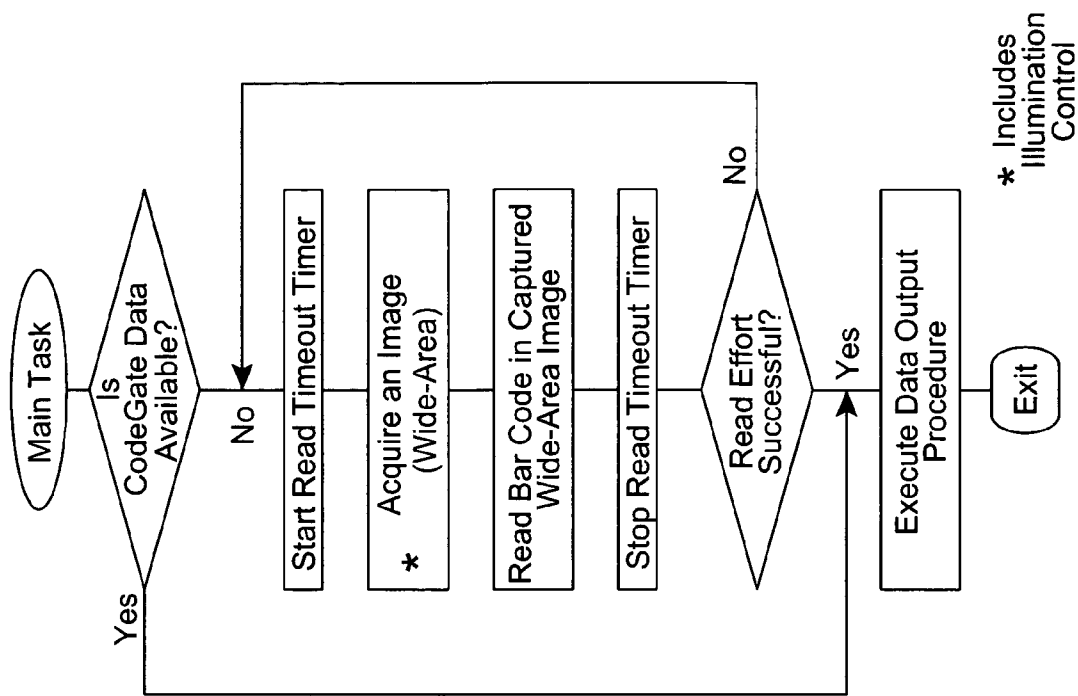 Main Task
Is
CodeGate Data
Available?
Yes
No
Start Read Timeout Timer
* Acquire an Image
(Wide-Area)
Read Bar Code in Captured
Wide-Area Image
Stop Read Timeout Timer
Read Effort
Successful?
No
Yes
Execute Data Output
Procedure
Exit
* Includes
Illumination
Control